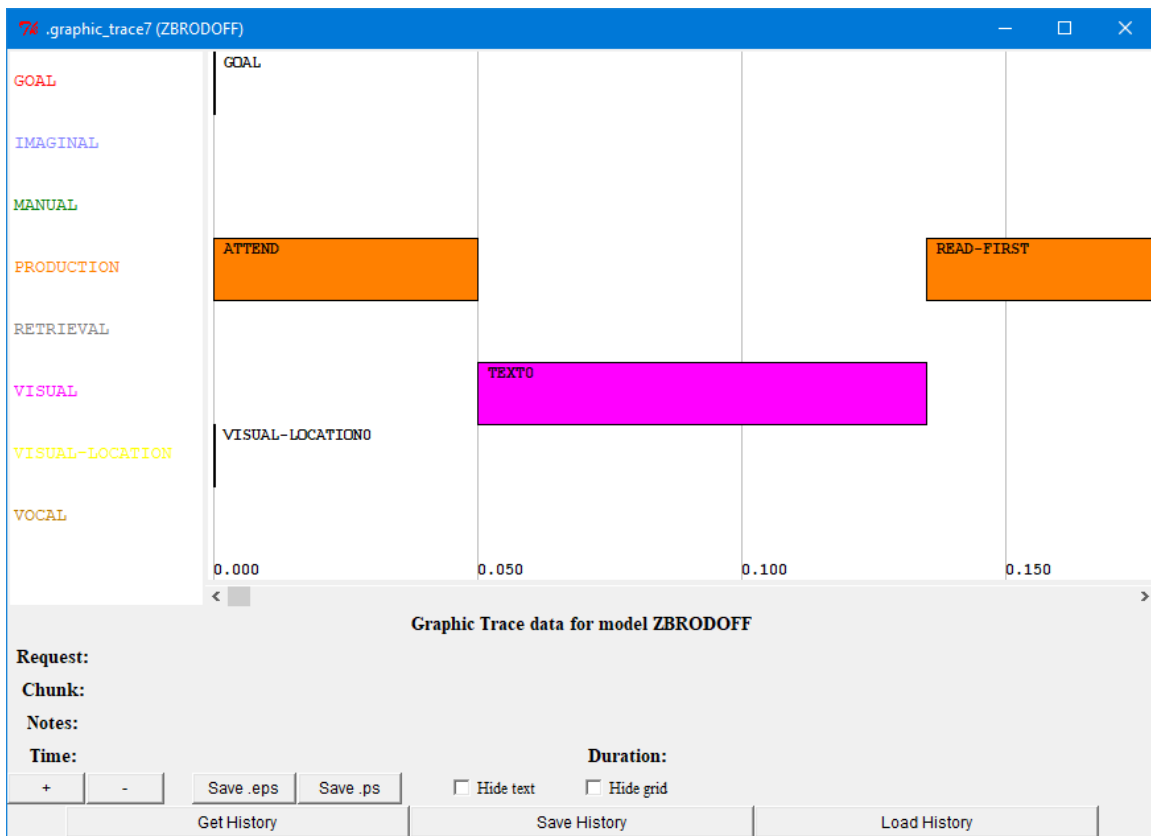 .graphic_trace7 (ZBRODOFF)
GOAL
GOAL
IMAGINAL
MANUAL
PRODUCTION
ATTEND
READ-FIRST
RETRIEVAL
VISUAL
TEXT0
VISUAL-LOCATION
VISUAL-LOCATION0
VOCAL
0.000 0.050 0.100 0.150
Graphic Trace data for model ZBRODOFF
Request:
Chunk:
Notes:
Time: Duration:
+ - Save .eps Save .ps Hide text Hide grid
Get History Save History Load History